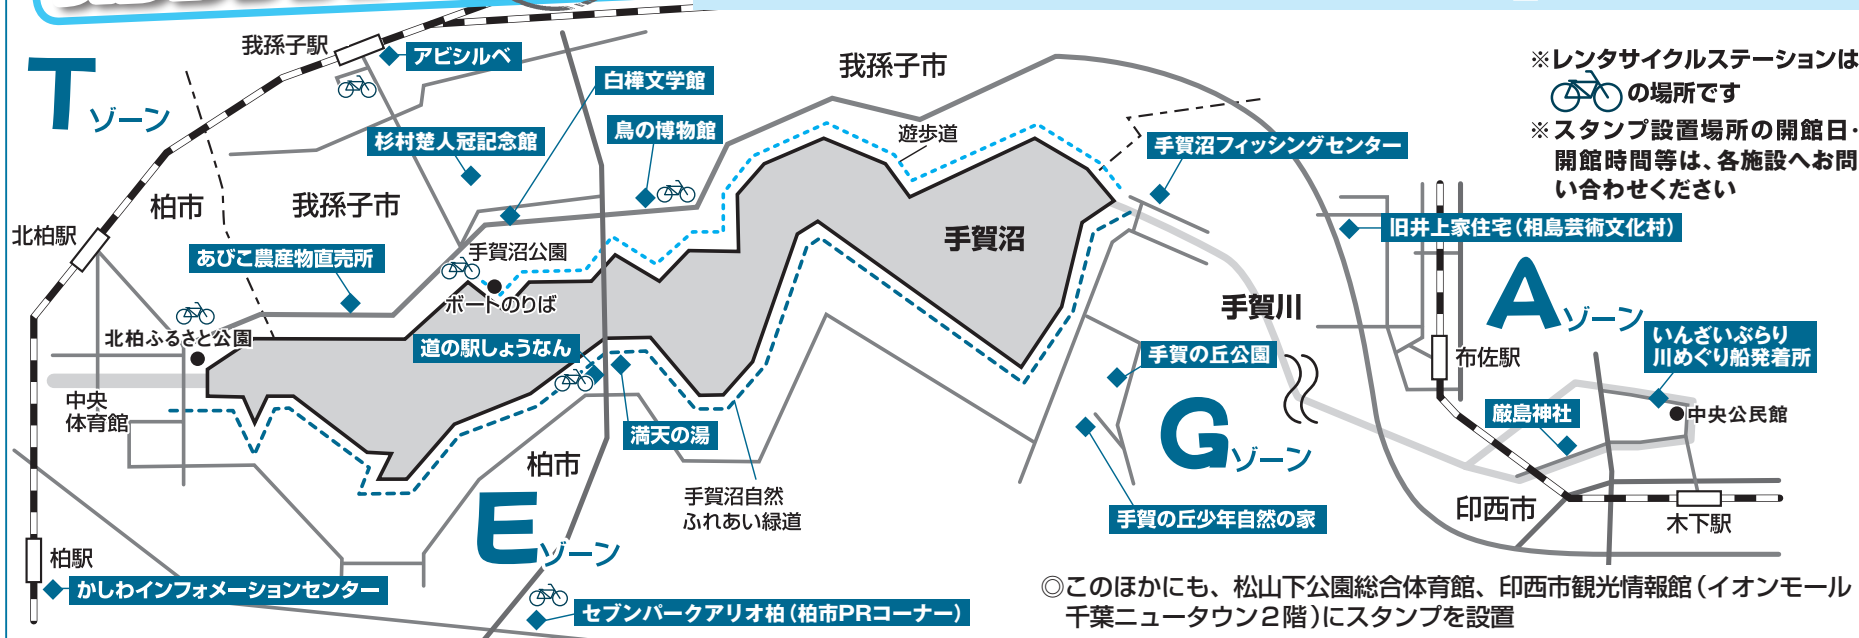 我孫子駅
アビシルベ
Tゾーン
白樺文学館
我孫子市
※レンタサイクルステーションは
の場所です
※スタンプ設置場所の開館日・
開館時間等は、各施設へお問
い合わせください
杉村楚人冠記念館
鳥の博物館
遊歩道
手賀沼フィッシングセンター
柏市
我孫子市
北柏駅
あびこ農産物直売所
手賀沼公園
ボートのりば
手賀沼
旧井上家住宅（相島芸術文化村）
Aゾーン
手賀川
北柏ふるさと公園
道の駅しょうなん
手賀の丘公園
布佐駅
いんざいぶらり
川めぐり船発着所
中央
体育館
満天の湯
Gゾーン
厳島神社
中央公民館
柏市
Eゾーン
手賀沼自然
ふれあい緑道
手賀の丘少年自然の家
印西市
木下駅
柏駅
かしわインフォメーションセンター
セブンパークアリオ柏（柏市PRコーナー）
◎このほかにも、松山下公園総合体育館、印西市観光情報館（イオンモール
千葉ニュータウン2階）にスタンプを設置